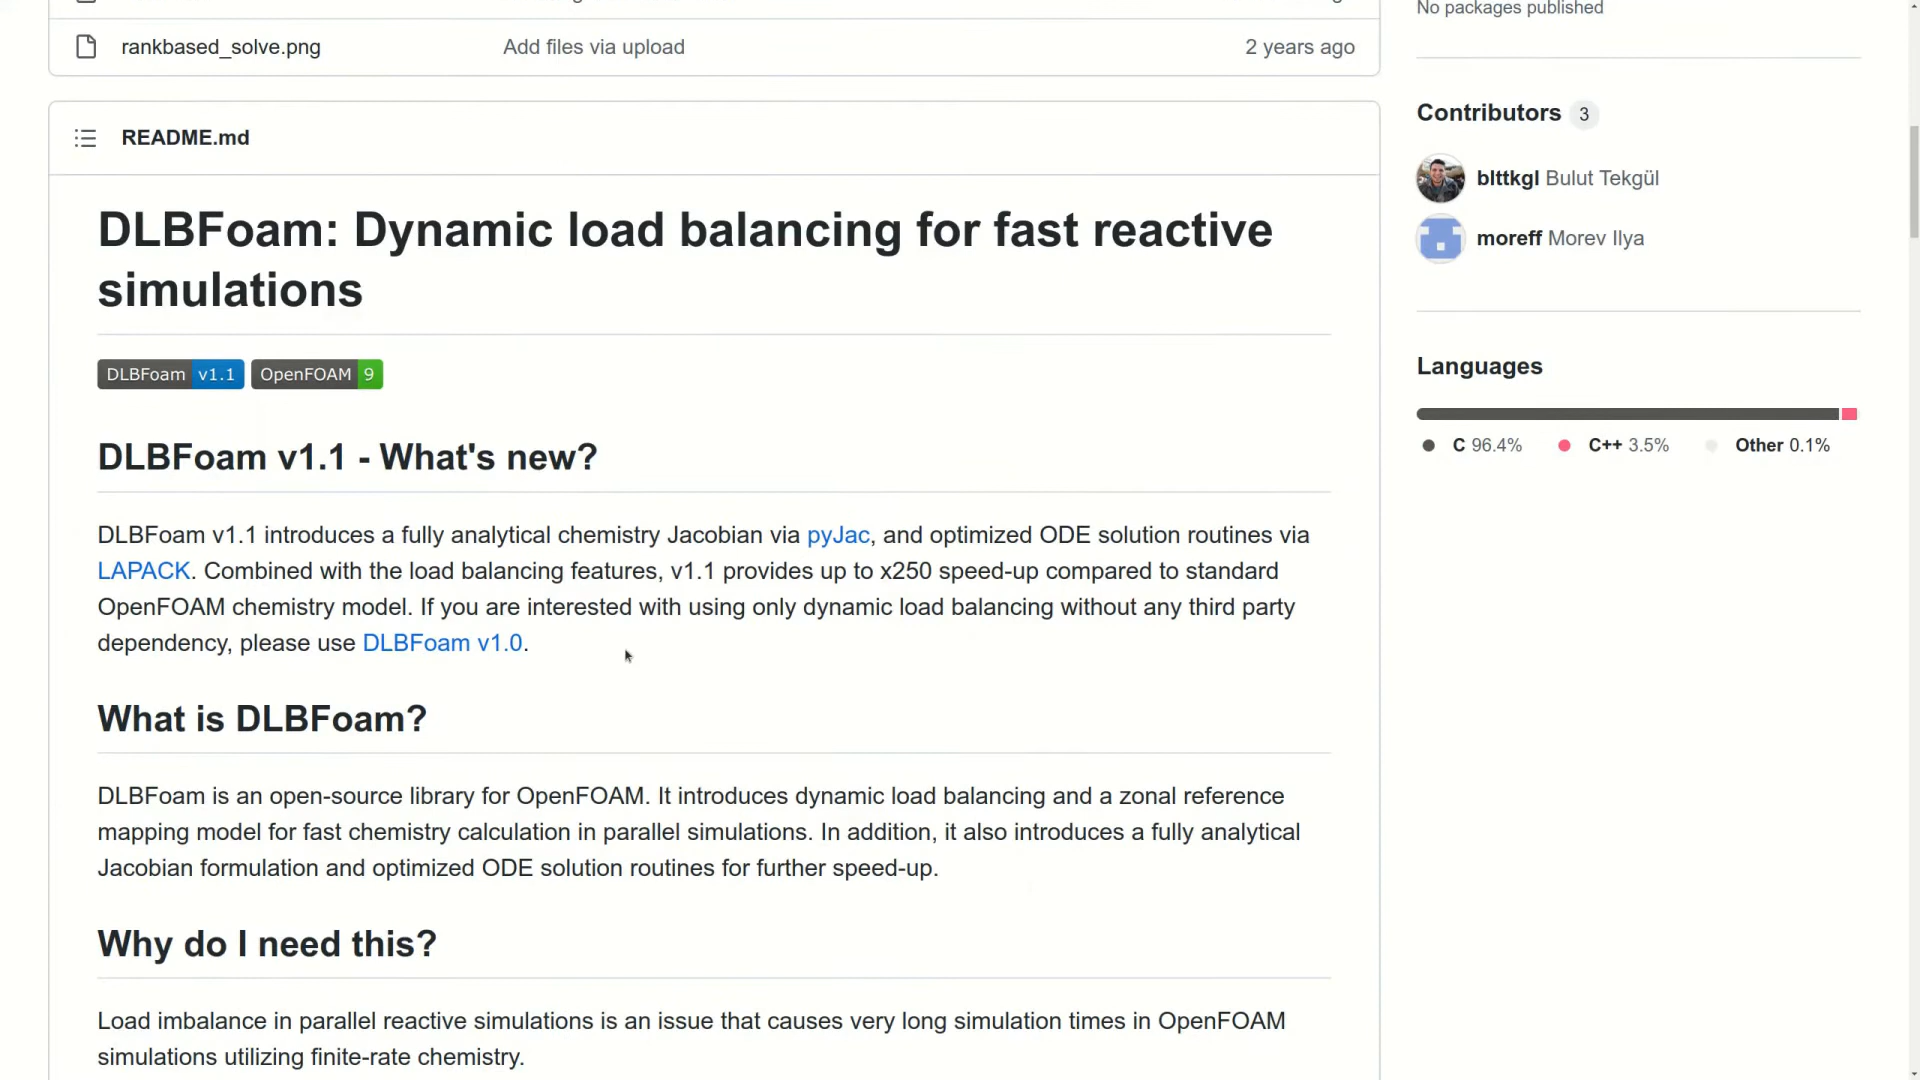 No packages published
rankbased_solve.png Add files via upload 2 years ago
Contributors 3
README.md
blttkgl Bulut Tekgül
DLBFoam: Dynamic load balancing for fast reactive
simulations
moreff Morev Ilya
DLBFoam v1.1 OpenFOAM 9
Languages
C 96.4% C++ 3.5% Other 0.1%
DLBFoam v1.1 - What's new?
DLBFoam v1.1 introduces a fully analytical chemistry Jacobian via pyJac, and optimized ODE solution routines via
LAPACK. Combined with the load balancing features, v1.1 provides up to x250 speed-up compared to standard
OpenFOAM chemistry model. If you are interested with using only dynamic load balancing without any third party
dependency, please use DLBFoam v1.0.
What is DLBFoam?
DLBFoam is an open-source library for OpenFOAM. It introduces dynamic load balancing and a zonal reference
mapping model for fast chemistry calculation in parallel simulations. In addition, it also introduces a fully analytical
Jacobian formulation and optimized ODE solution routines for further speed-up.
Why do I need this?
Load imbalance in parallel reactive simulations is an issue that causes very long simulation times in OpenFOAM
simulations utilizing finite-rate chemistry.